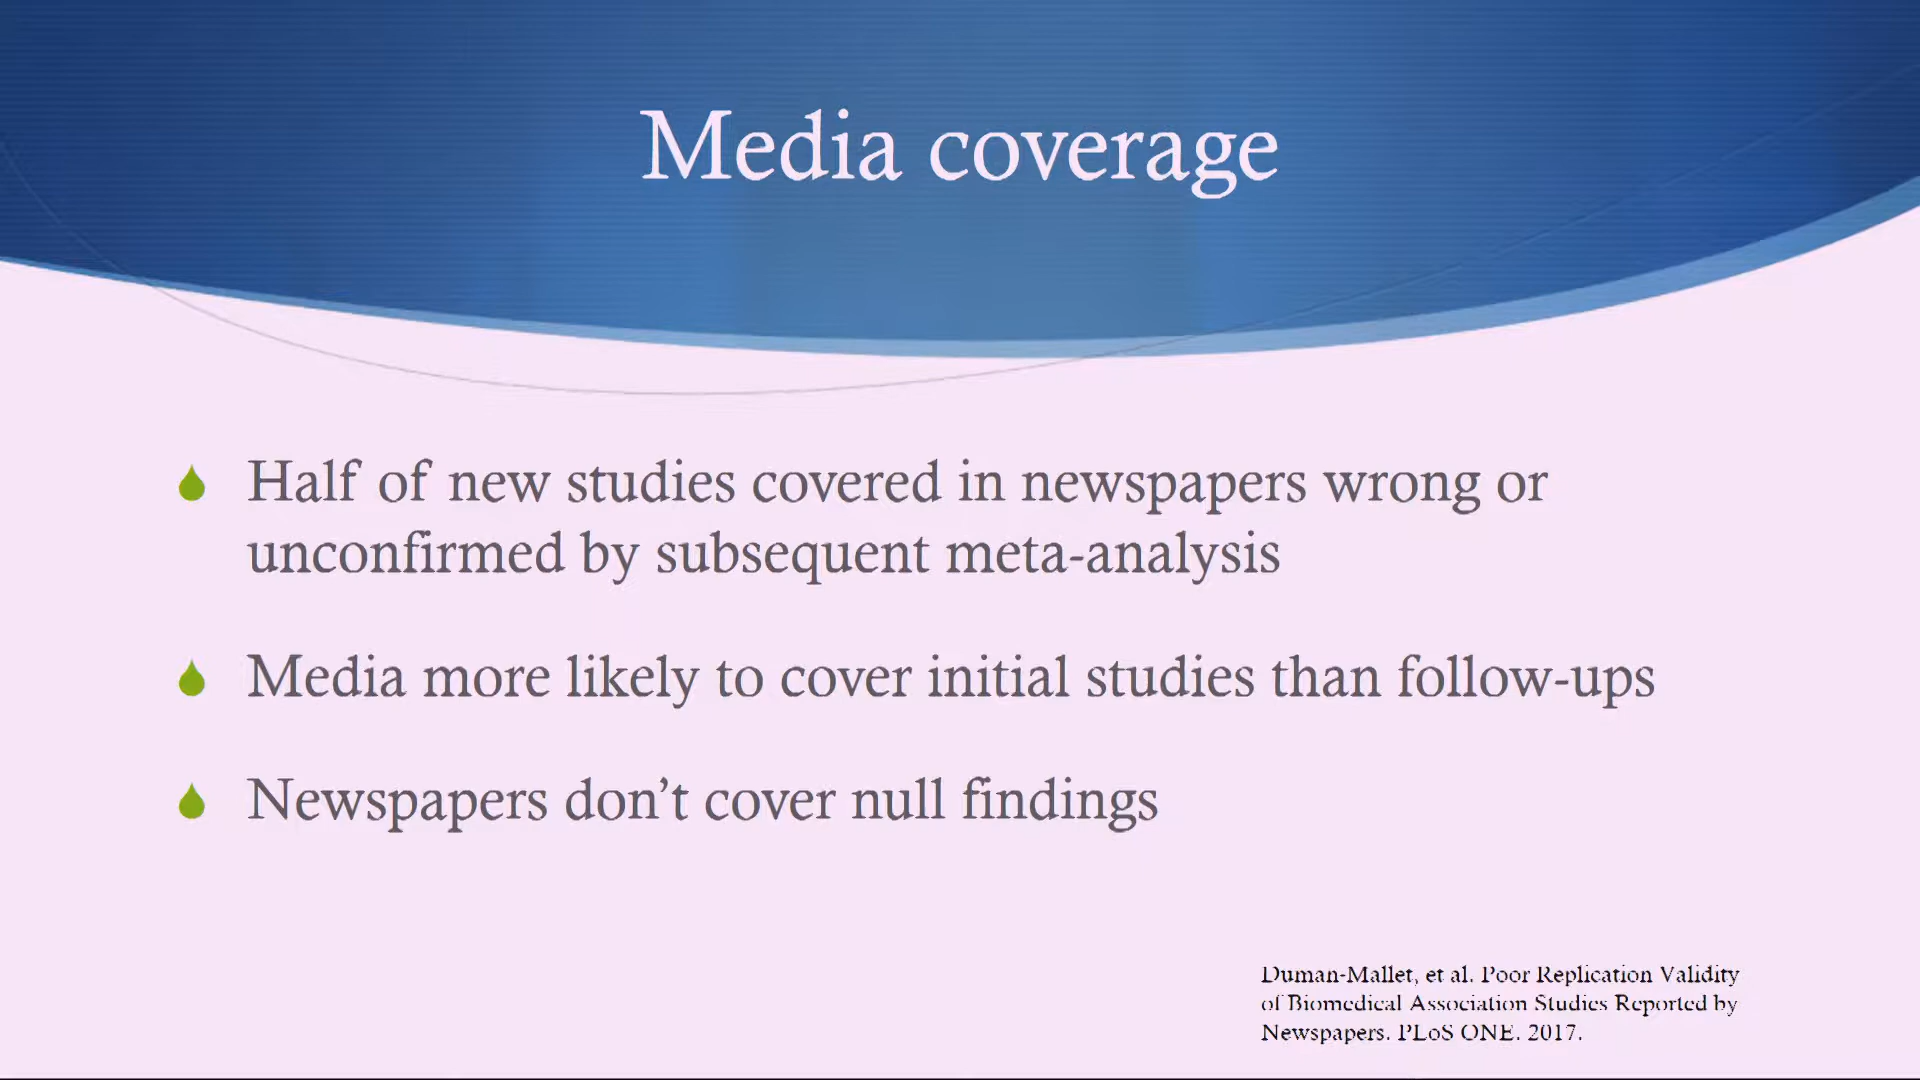 Media coverage
Half of new studies covered in newspapers wrong or
unconfirmed by subsequent meta-analysis
Media more likely to cover initial studies than follow-ups
Newspapers don’t cover null findings
Duman-Mallet, et al. Poor Replication Validity
of Biomedical Association Studies Reported by
Newspapers. PLoS ONE. 2017.